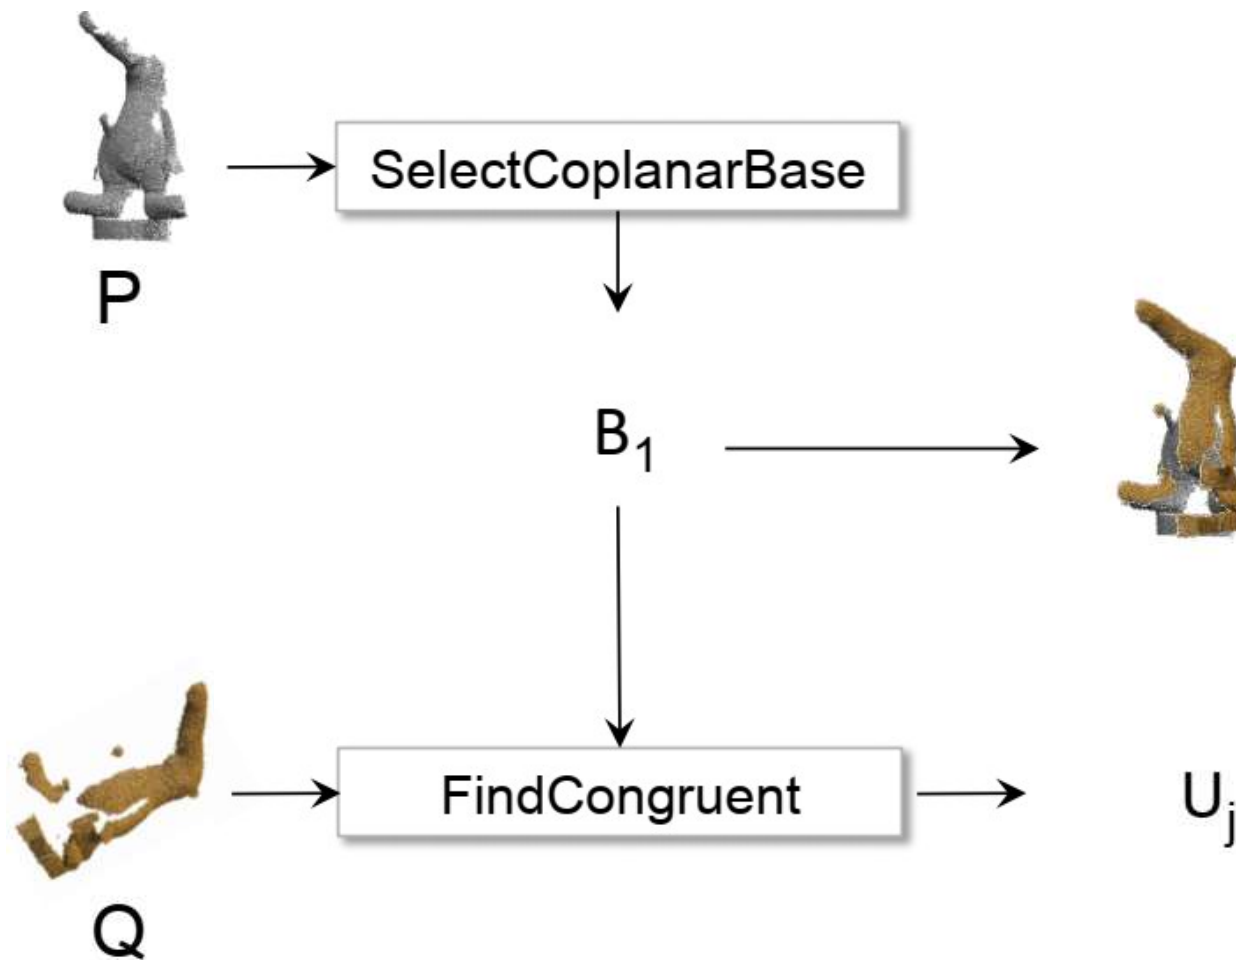 SelectCoplanarBase
P
B₁
FindCongruent
Uⱼ
Q